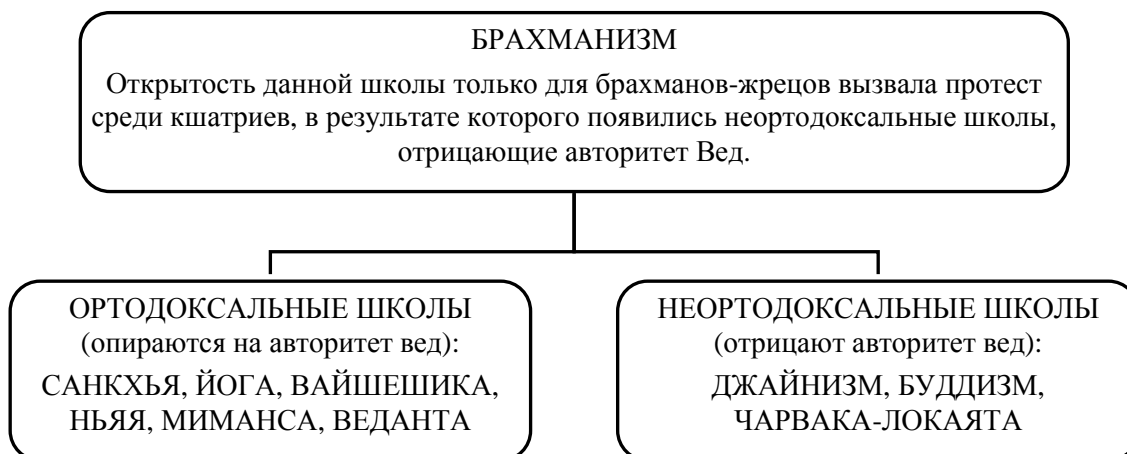 БРАХМАНИЗМ
Открытость данной школы только для брахманов-жрецов вызвала протест
среди кшатриев, в результате которого появились неортодоксальные школы,
отрицающие авторитет Вед.
ОРТОДОКСАЛЬНЫЕ ШКОЛЫ
(опираются на авторитет вед):
САНКХЬЯ, ЙОГА, ВАЙШЕШИКА,
НЬЯЯ, МИМАНСА, ВЕДАНТА
НЕОРТОДОКСАЛЬНЫЕ ШКОЛЫ
(отрицают авторитет вед):
ДЖАЙНИЗМ, БУДДИЗМ,
ЧАРВАКА-ЛОКАЯТА